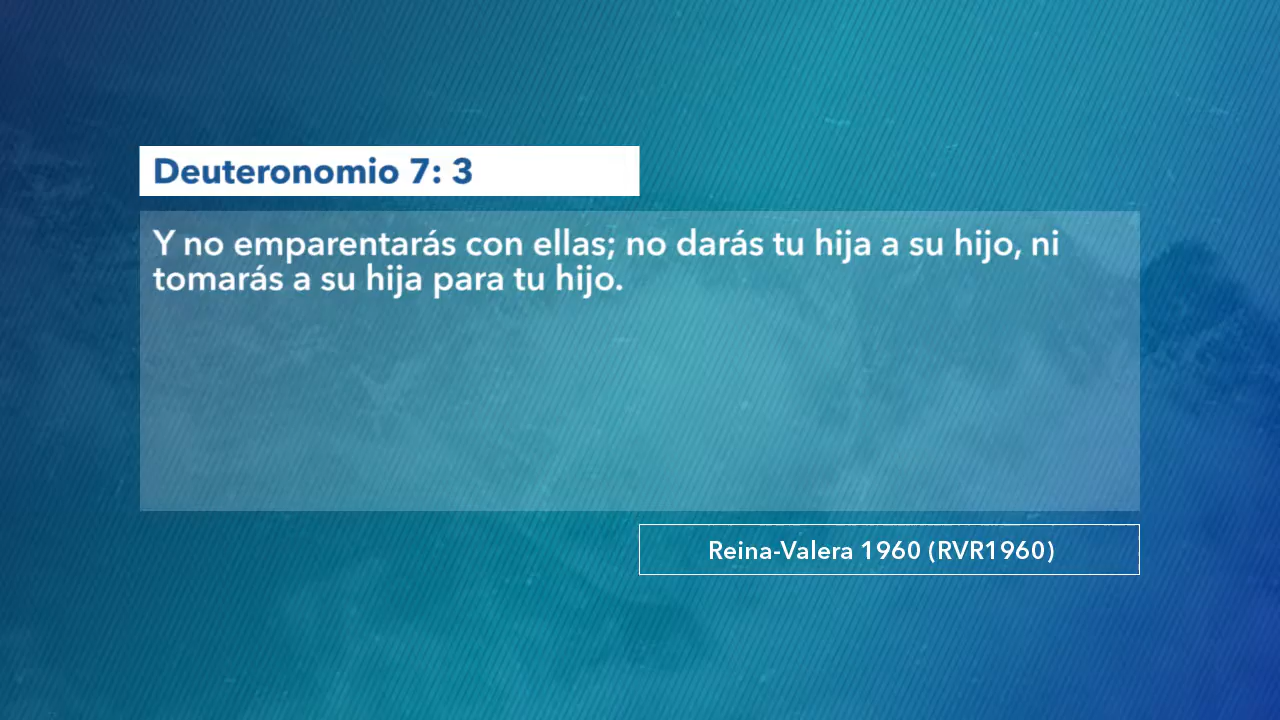 Deuteronomio 7: 3
Y no emparentarás con ellas; no darás tu hija a su hijo, ni
tomarás a su hija para tu hijo.
Reina-Valera 1960 (RVR1960)